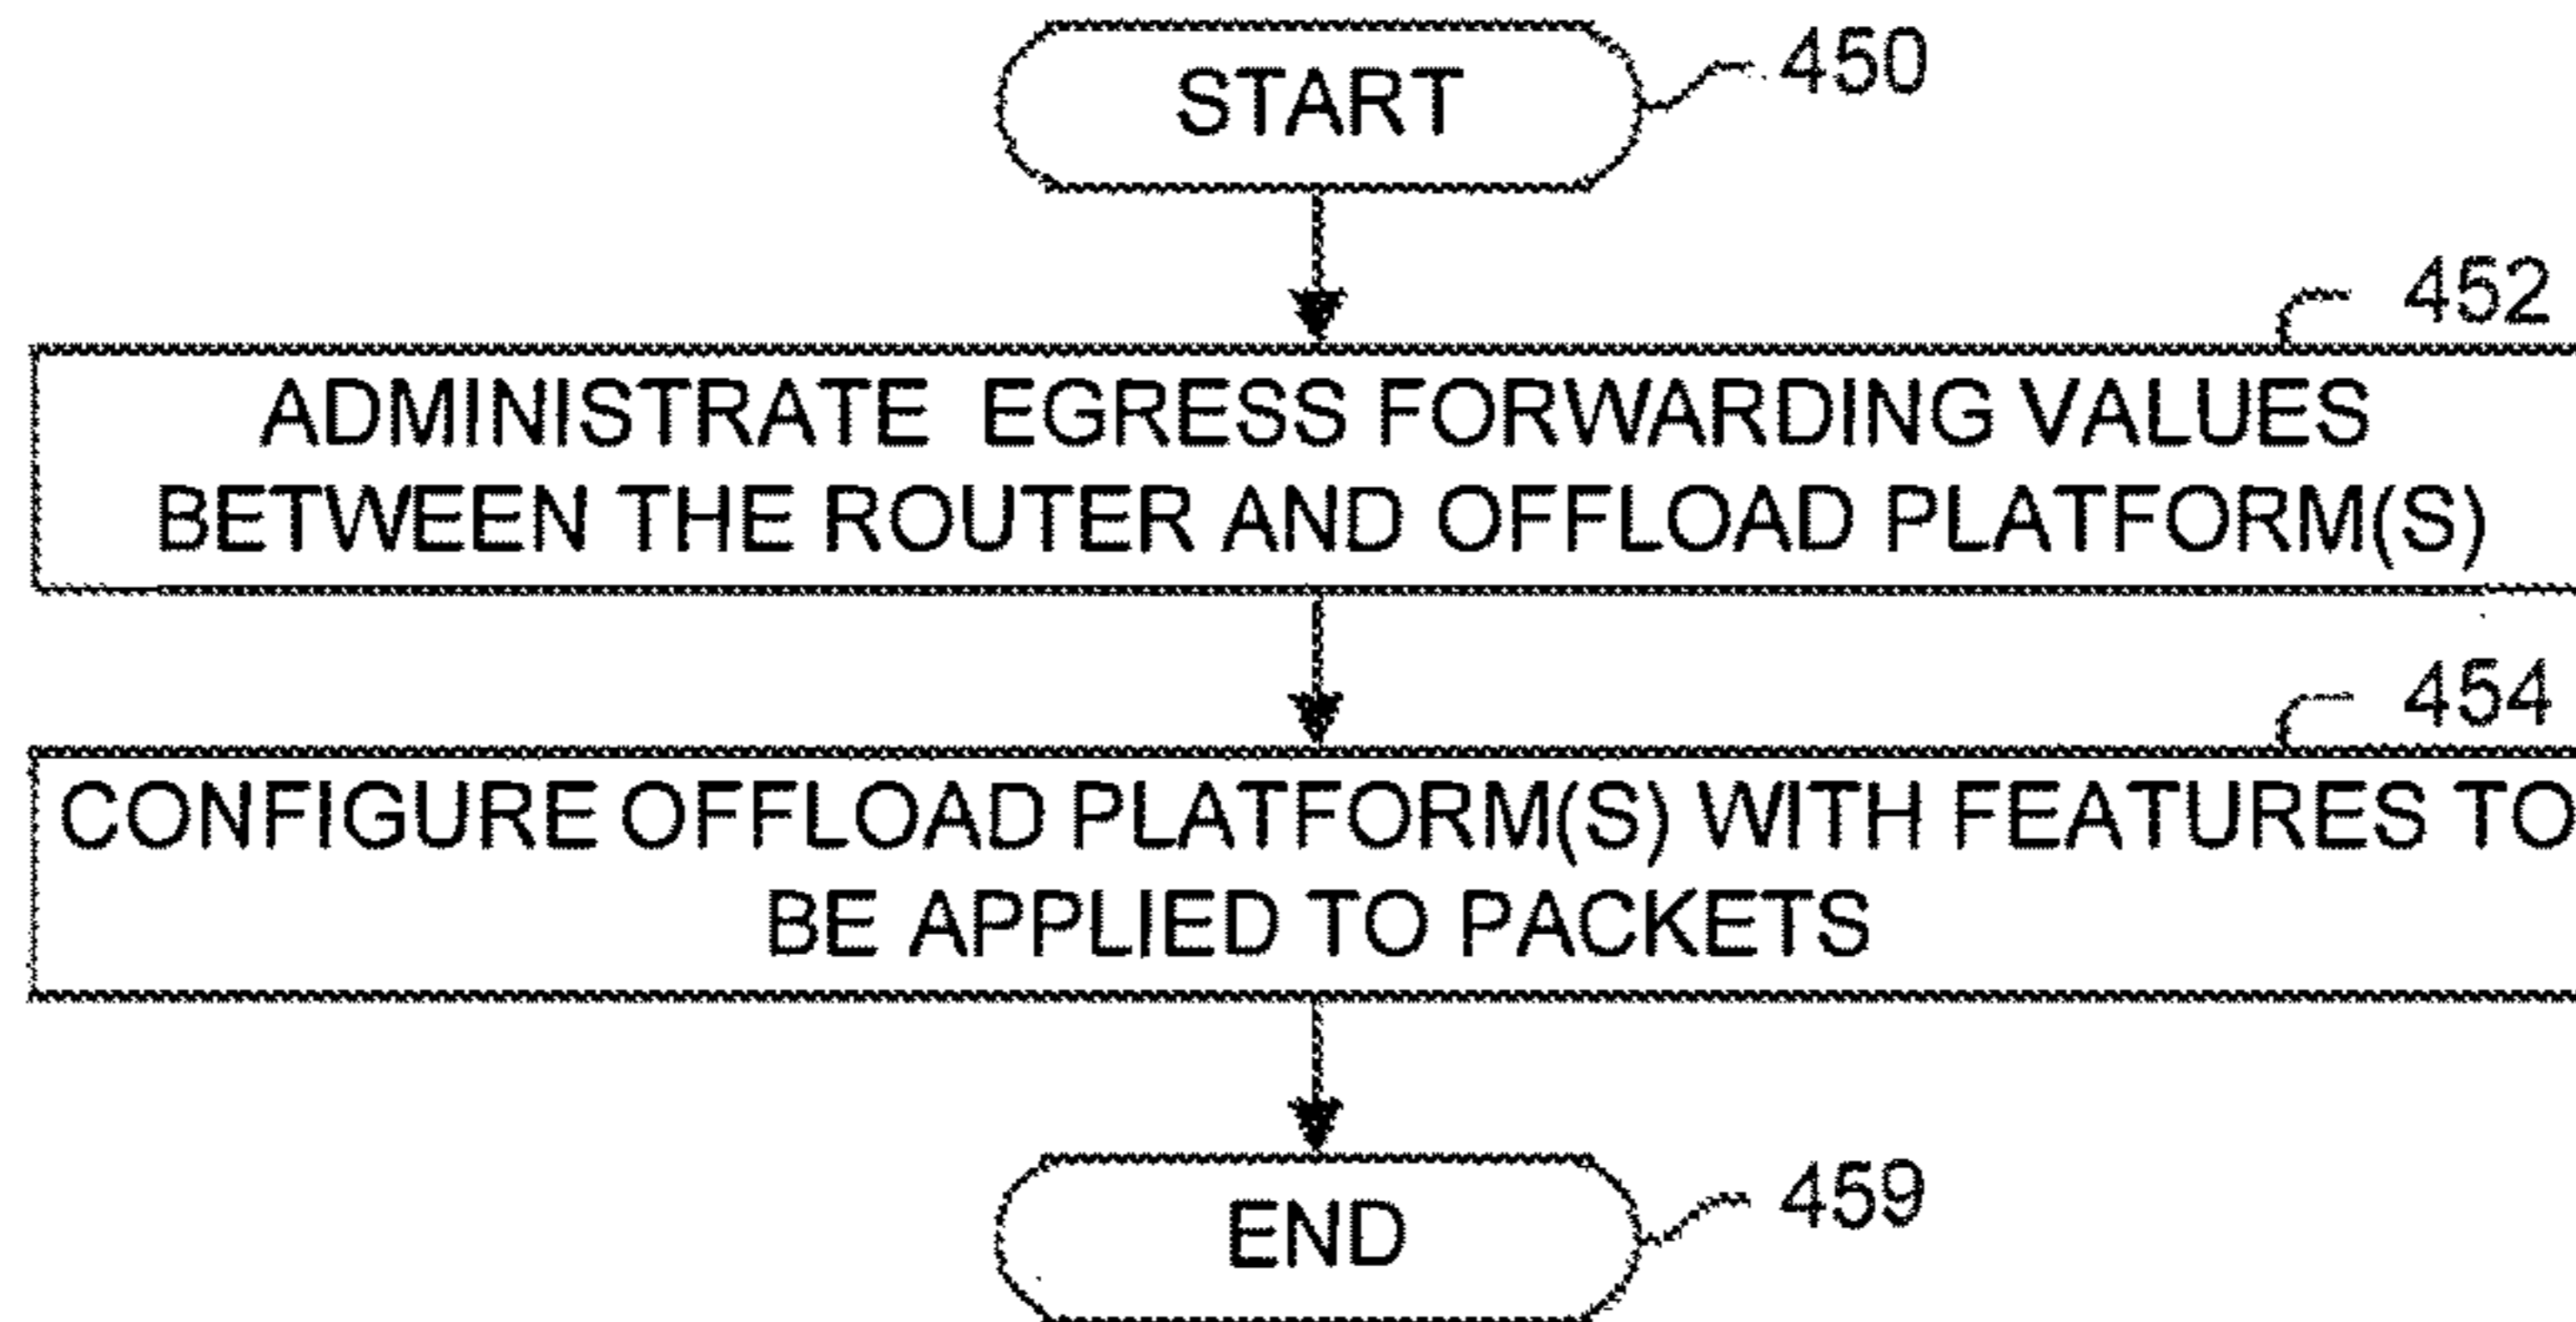 START
450
452
ADMINISTRATE EGRESS FORWARDING VALUES
BETWEEN THE ROUTER AND OFFLOAD PLATFORM(S)
454
CONFIGURE OFFLOAD PLATFORM(S) WITH FEATURES TO
BE APPLIED TO PACKETS
END
459